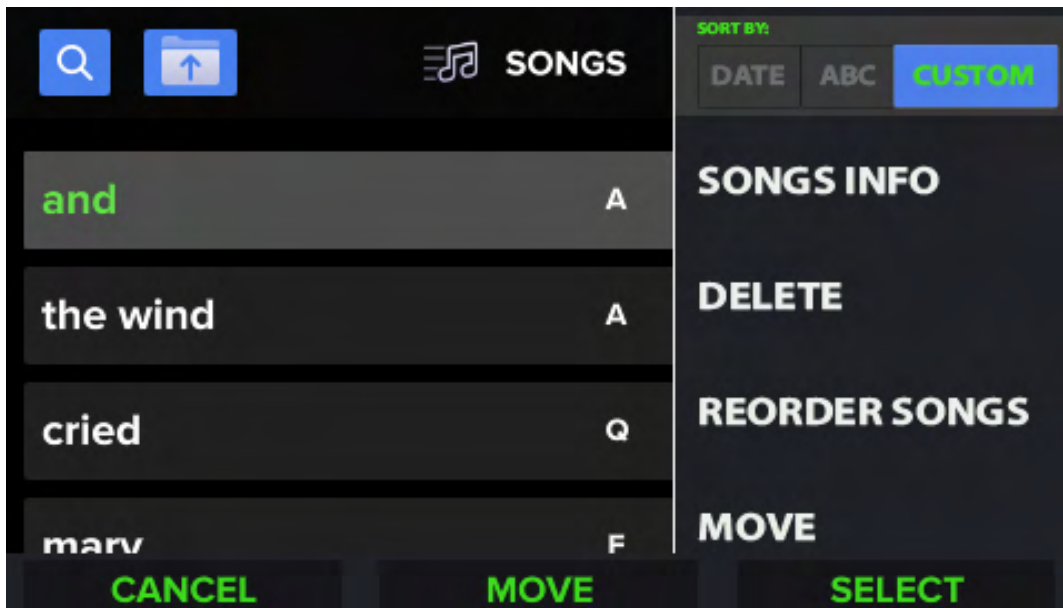 SONGS
SORT BY:
DATE ABC CUSTOM
and A
the wind A
cried Q
mary F
SONGS INFO
DELETE
REORDER SONGS
MOVE
CANCEL MOVE SELECT